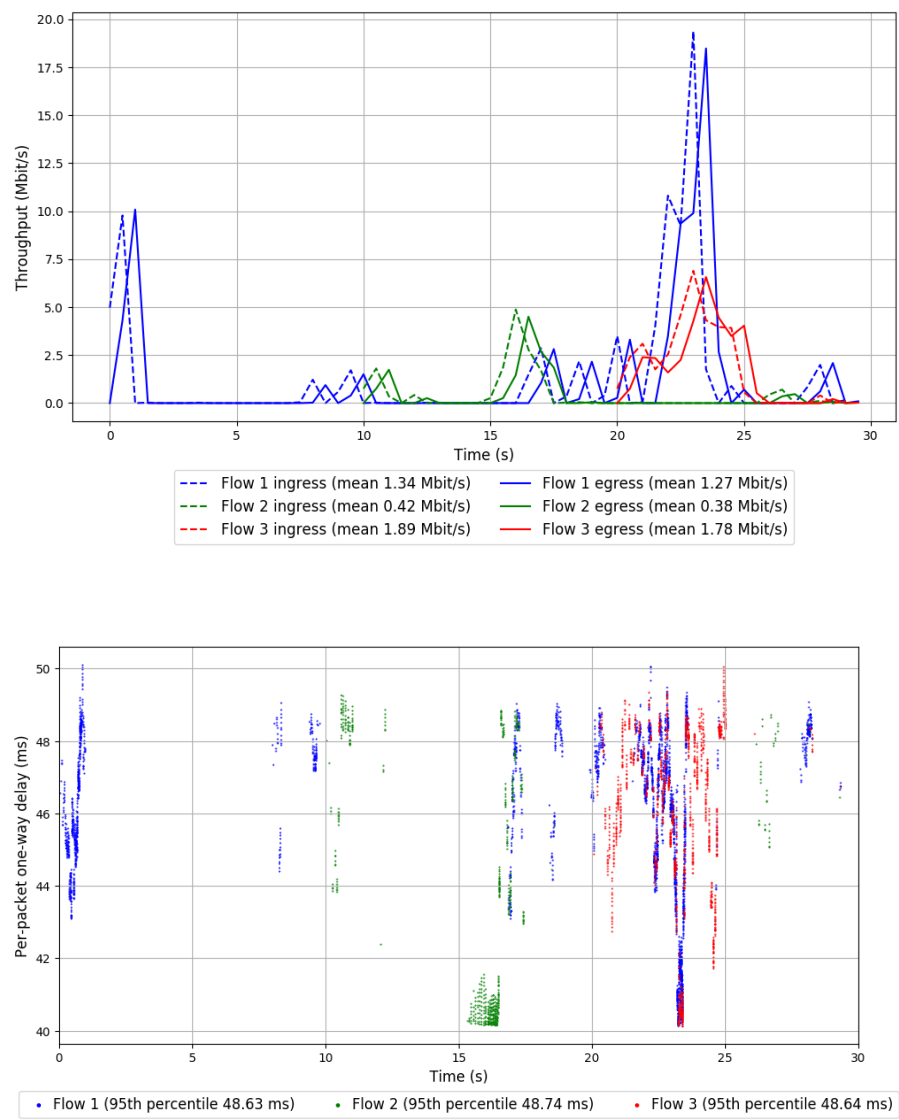 20.0
17.5
15.0
12.5
10.0
7.5
5.0
2.5
0.0
Throughput (Mbit/s)
0 5 10 15 20 25 30
Time (s)
Flow 1 ingress (mean 1.34 Mbit/s) Flow 1 egress (mean 1.27 Mbit/s)
Flow 2 ingress (mean 0.42 Mbit/s) Flow 2 egress (mean 0.38 Mbit/s)
Flow 3 ingress (mean 1.89 Mbit/s) Flow 3 egress (mean 1.78 Mbit/s)
50
48
46
44
42
40
Per-packet one-way delay (ms)
0 5 10 15 20 25 30
Time (s)
Flow 1 (95th percentile 48.63 ms) Flow 2 (95th percentile 48.74 ms) Flow 3 (95th percentile 48.64 ms)